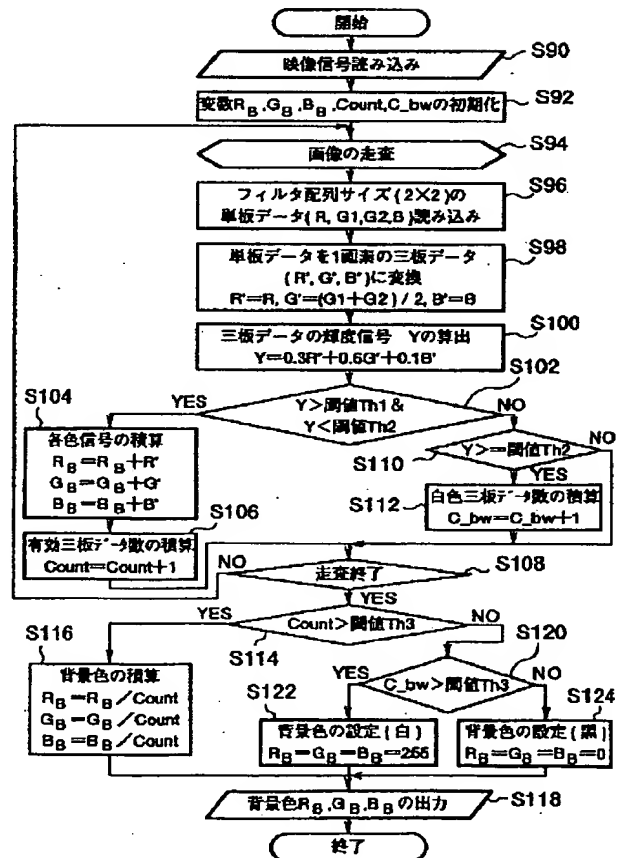 開始
映像信号読み込み
S90
変数RB,GB,BB,Count,C_bwの初期化
S92
画像の走査
S94
フィルタ配列サイズ(2×2)の
単板データ(R, G1,G2,B)読み込み
S96
単板データを1画素の三板データ
(R', G', B')に変換
R'=R, G'=(G1+G2)/2, B'=B
S98
三板データの輝度信号 Yの算出
Y=0.3R'+0.6G'+0.1B'
S100
S102
Y>閾値Th1&
Y<閾値Th2
YES
NO
S104
各色信号の積算
RB=RB+R'
GB=GB+G'
BB=BB+B'
S110
Y>=閾値Th2
NO
YES
S112
白色三板データ数の積算
C_bw=C_bw+1
S106
有効三板データ数の積算
Count=Count+1
NO
走査終了
S108
YES
YES
Count>閾値Th3
NO
S114
S116
背景色の積算
RB=RB/Count
GB=GB/Count
BB=BB/Count
S120
YES
C_bw>閾値Th3
NO
S122
背景色の設定(白)
RB=GB=BB=255
S124
背景色の設定(黒)
RB=GB=BB=0
背景色RB,GB,BBの出力
S118
終了